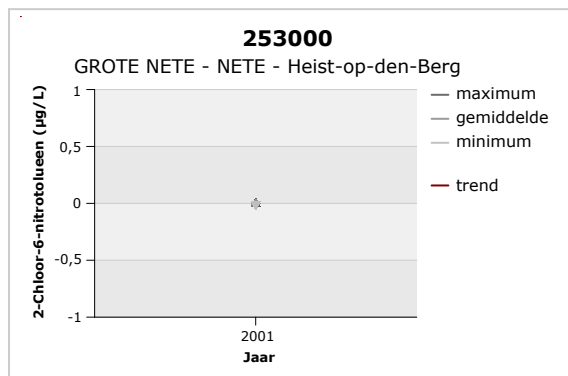 253000
GROTE NETE - NETE - Heist-op-den-Berg
2-Chloor-6-nitrotolueen (µg/L)
1
0,5
0
-0,5
-1
2001
Jaar
maximum
gemiddelde
minimum
trend